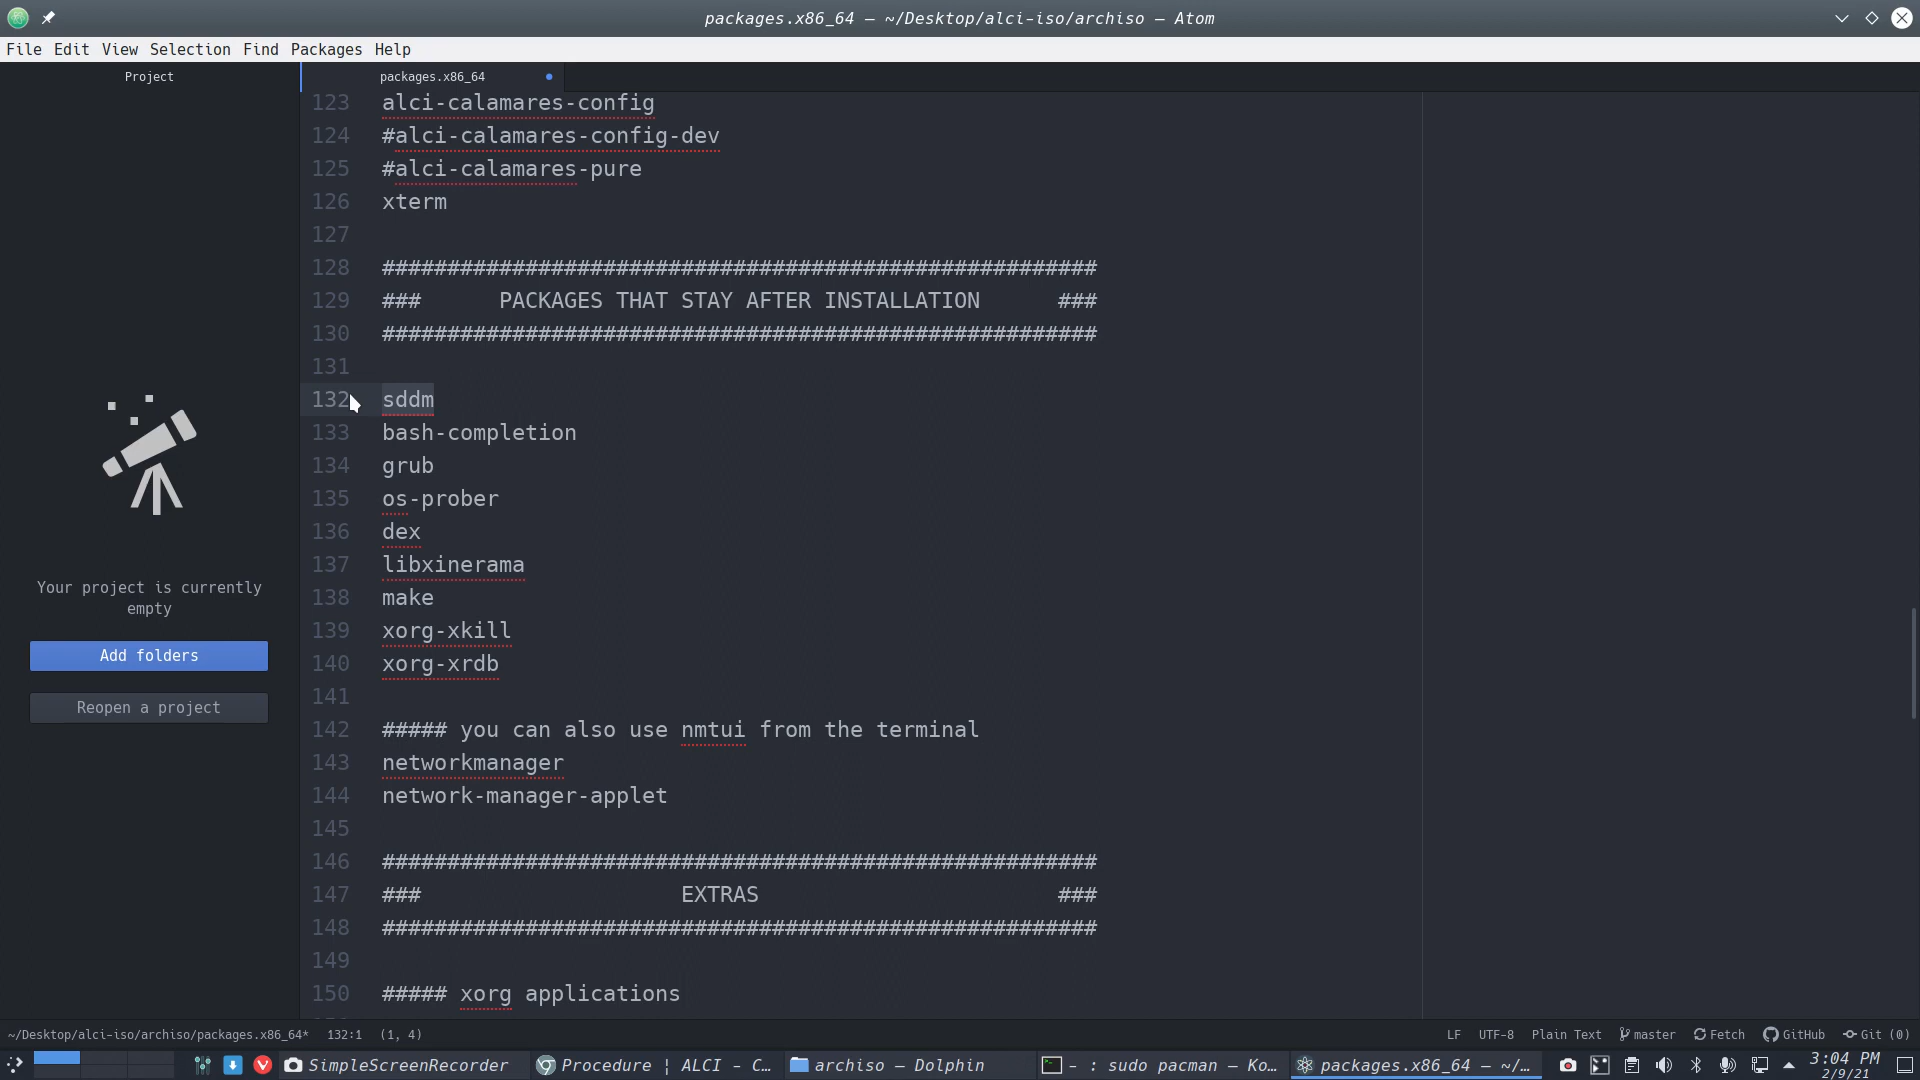 packages.x86_64 — ~/Desktop/alci-iso/archiso — Atom
File Edit View Selection Find Packages Help
Project
packages.x86_64
123 alci-calamares-config
124 #alci-calamares-config-dev
125 #alci-calamares-pure
126 xterm
127
128 #######################################################
129 ###      PACKAGES THAT STAY AFTER INSTALLATION      ###
130 #######################################################
131
132 sddm
133 bash-completion
134 grub
135 os-prober
136 dex
137 libxinerama
138 make
139 xorg-xkill
140 xorg-xrdb
141
142 ##### you can also use nmtui from the terminal
143 networkmanager
144 network-manager-applet
145
146 #######################################################
147 ###                    EXTRAS                       ###
148 #######################################################
149
150 ##### xorg applications
Your project is currently
empty
Add folders
Reopen a project
~/Desktop/alci-iso/archiso/packages.x86_64* 132:1 (1, 4)
LF UTF-8 Plain Text master Fetch GitHub Git (0)
SimpleScreenRecorder
Procedure | ALCI - C...
archiso — Dolphin
- : sudo pacman — Ko...
packages.x86_64 — ~/...
3:04 PM
2/9/21